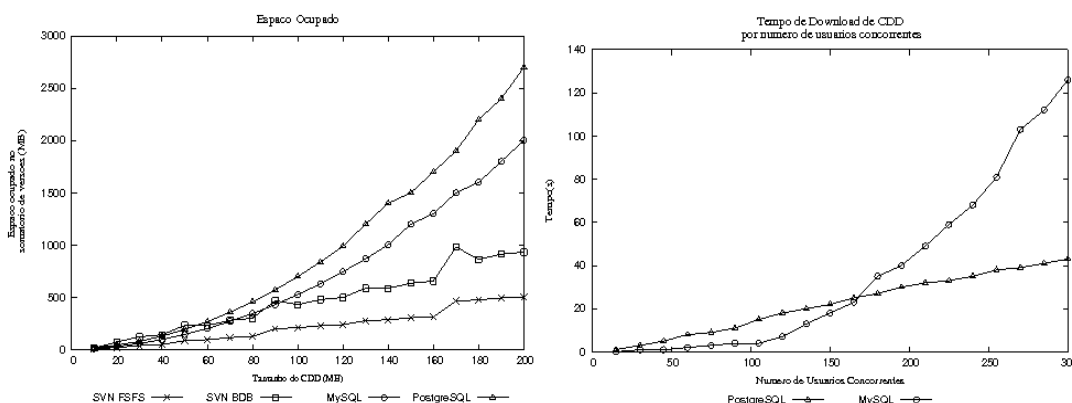 Espaco Ocupado
3000
2500
2000
1500
1000
500
0
Espaco ocupado no
somatorio de versoes (MB)
0 20 40 60 80 100 120 140 160 180 200
Tamanho do CDD (MB)
SVN FSFS SVN BDB MySQL PostgreSQL
Tempo de Download de CDD
por numero de usuarios concorrentes
140
120
100
80
60
40
20
0
Tempo(s)
0 50 100 150 200 250 300
Numero de Usuarios Concorrentes
PostgreSQL MySQL